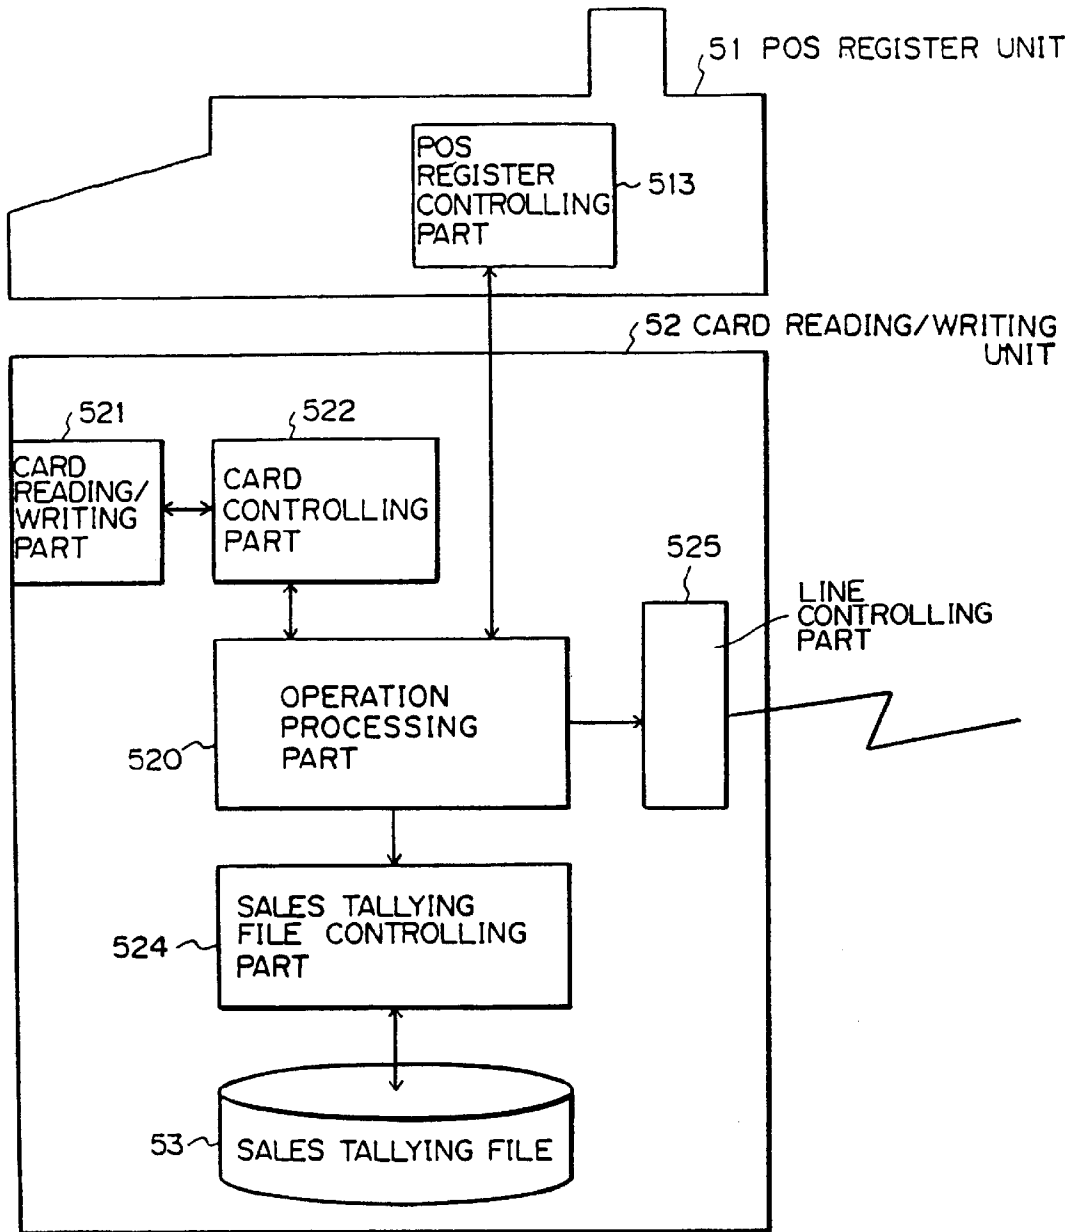 51 POS REGISTER UNIT
POS
REGISTER
CONTROLLING
PART
513
52 CARD READING/WRITING
UNIT
521
522
CARD
READING/
WRITING
PART
CARD
CONTROLLING
PART
525
LINE
CONTROLLING
PART
OPERATION
PROCESSING
PART
520
SALES TALLYING
FILE CONTROLLING
PART
524
53
SALES TALLYING FILE